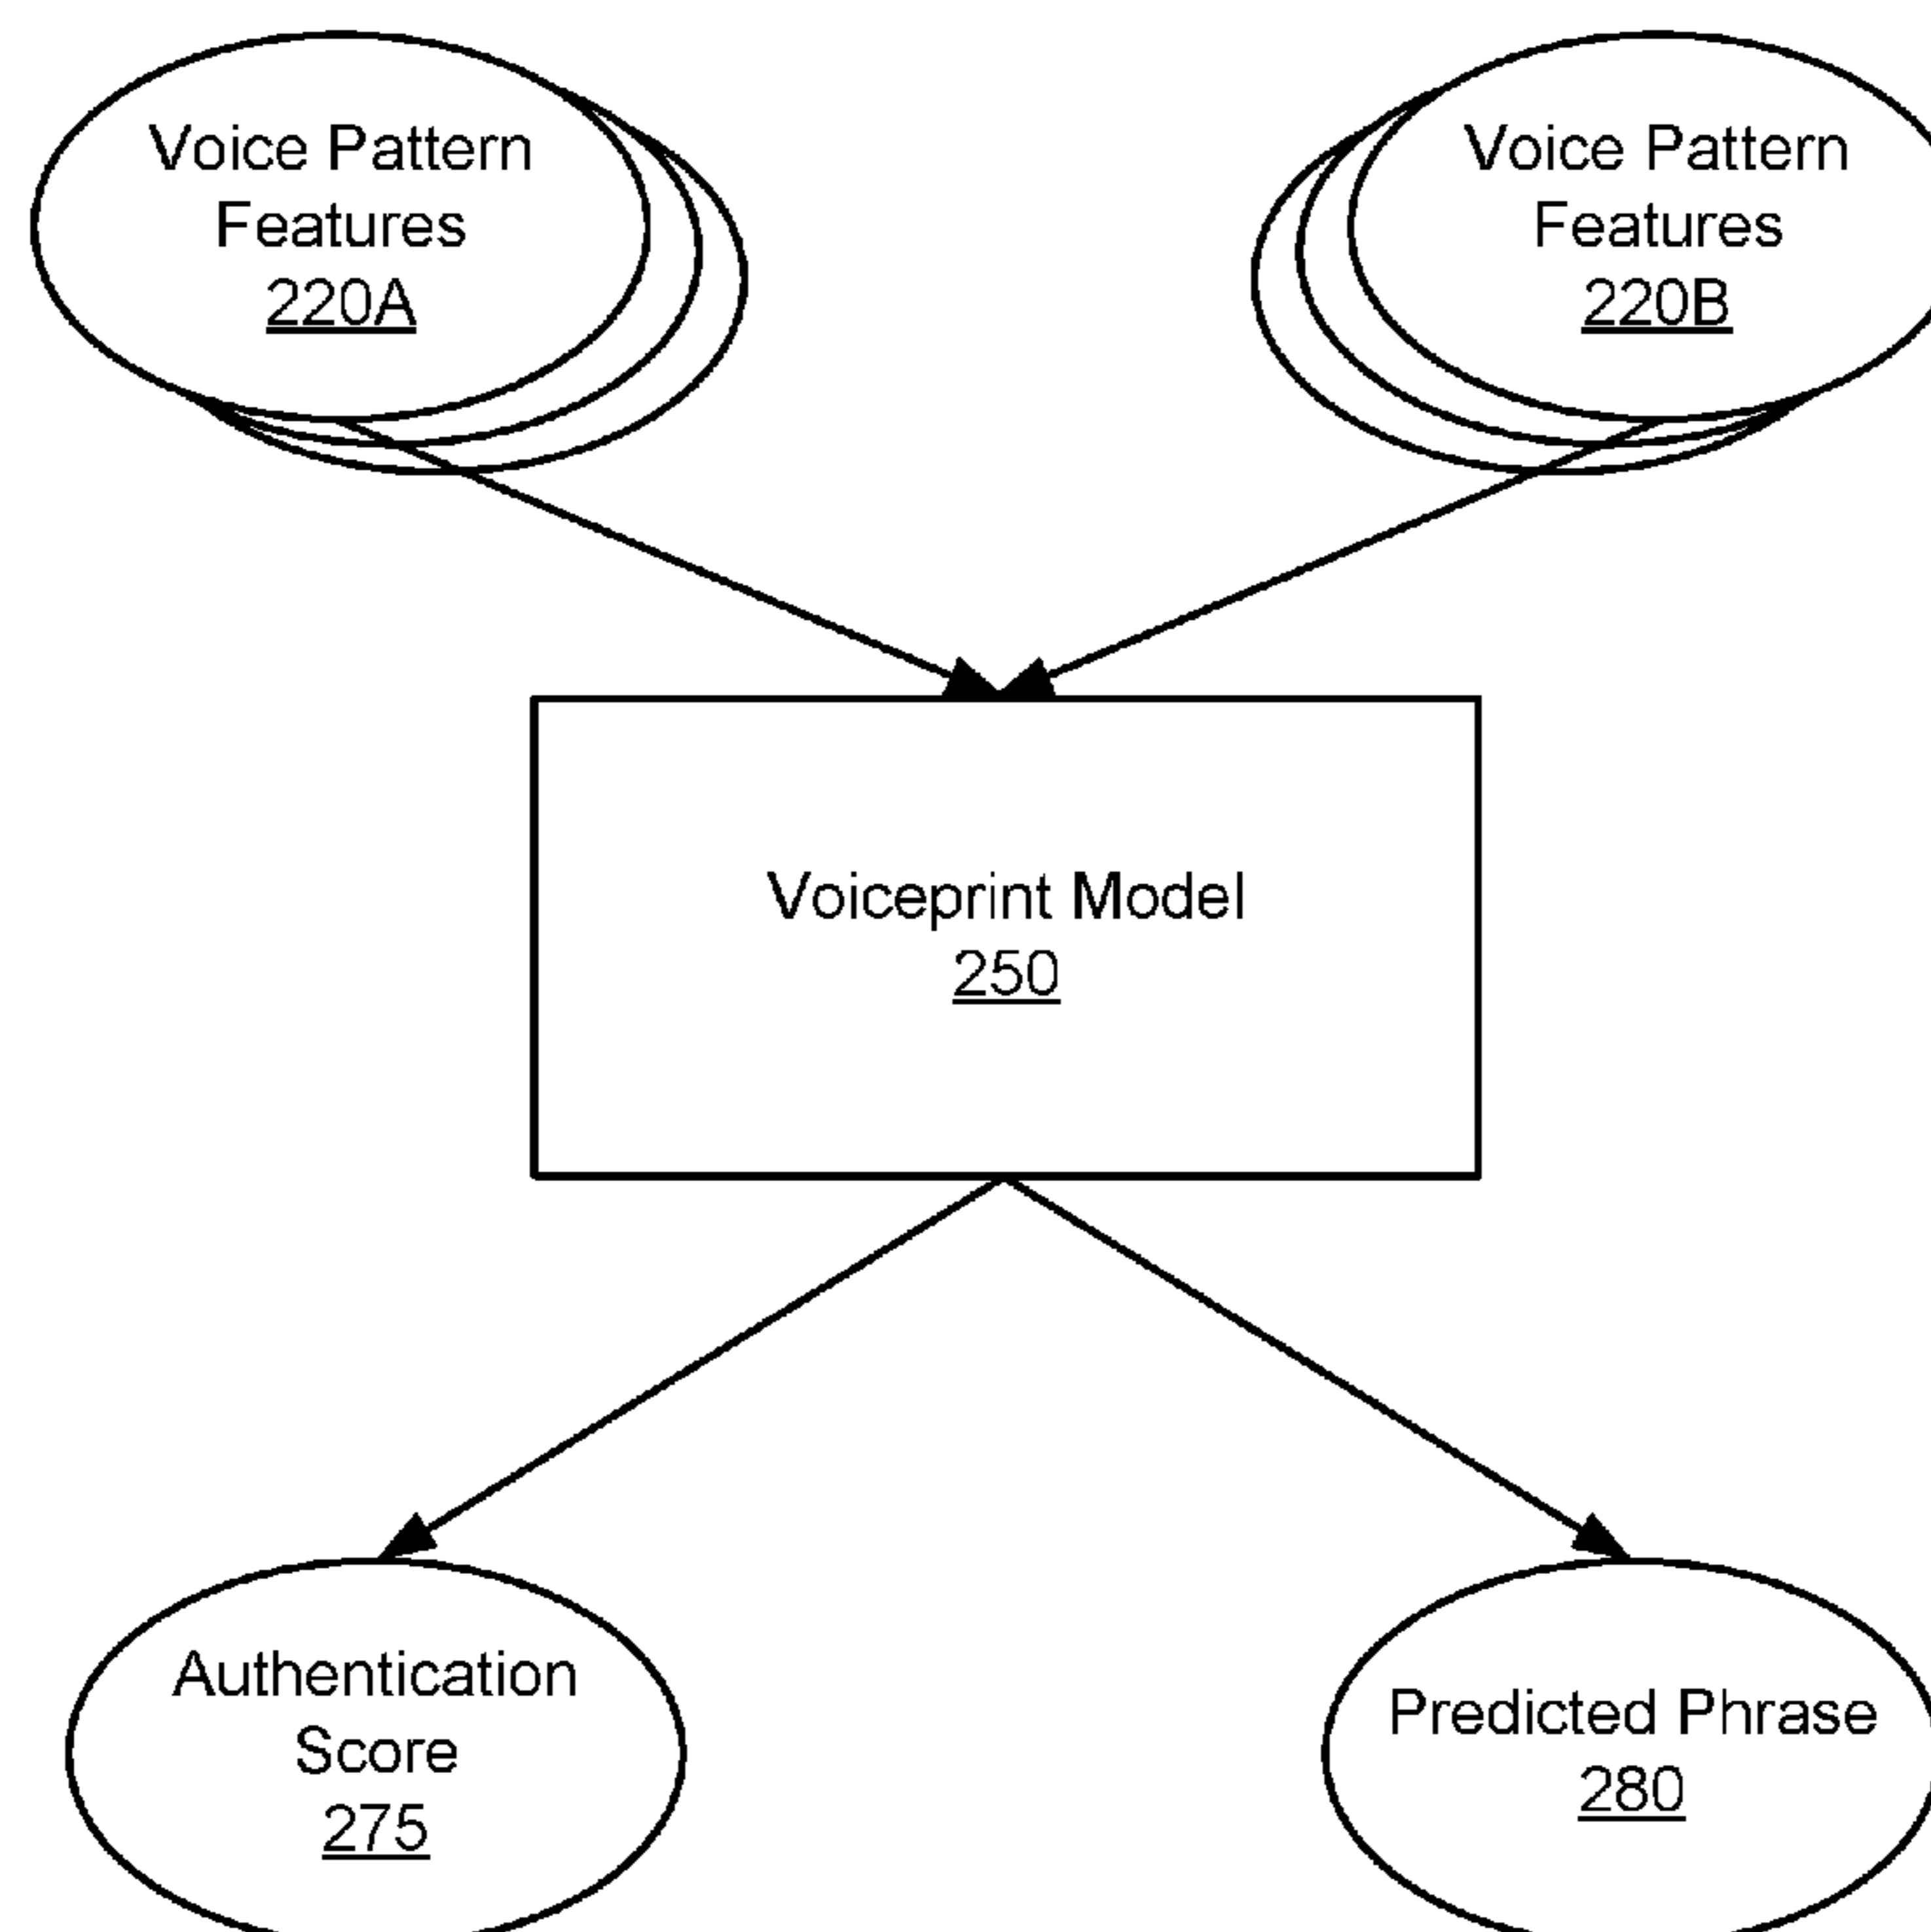 Voice Pattern
Features
220A
Voice Pattern
Features
220B
Voiceprint Model
250
Authentication
Score
275
Predicted Phrase
280